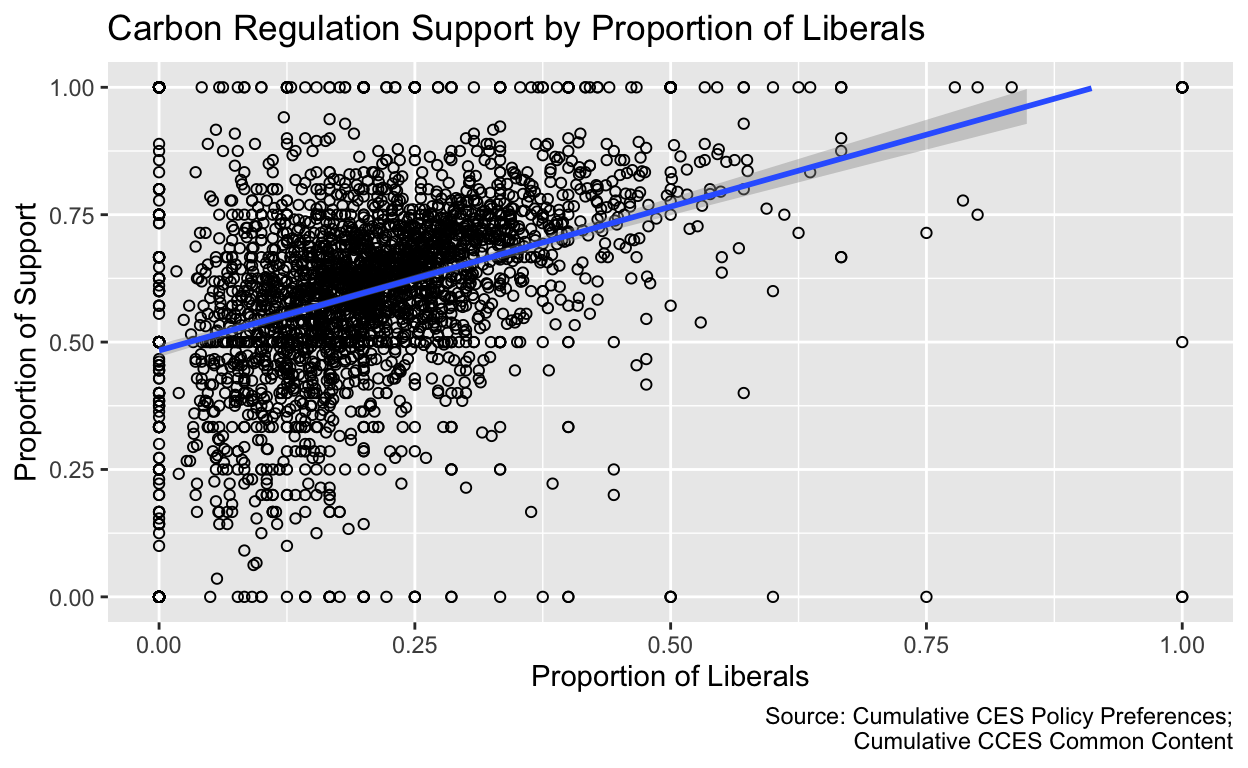 Carbon Regulation Support by Proportion of Liberals
1.00
0.75
0.50
0.25
0.00
Proportion of Support
0.00 0.25 0.50 0.75 1.00
Proportion of Liberals
Source: Cumulative CES Policy Preferences;
Cumulative CCES Common Content